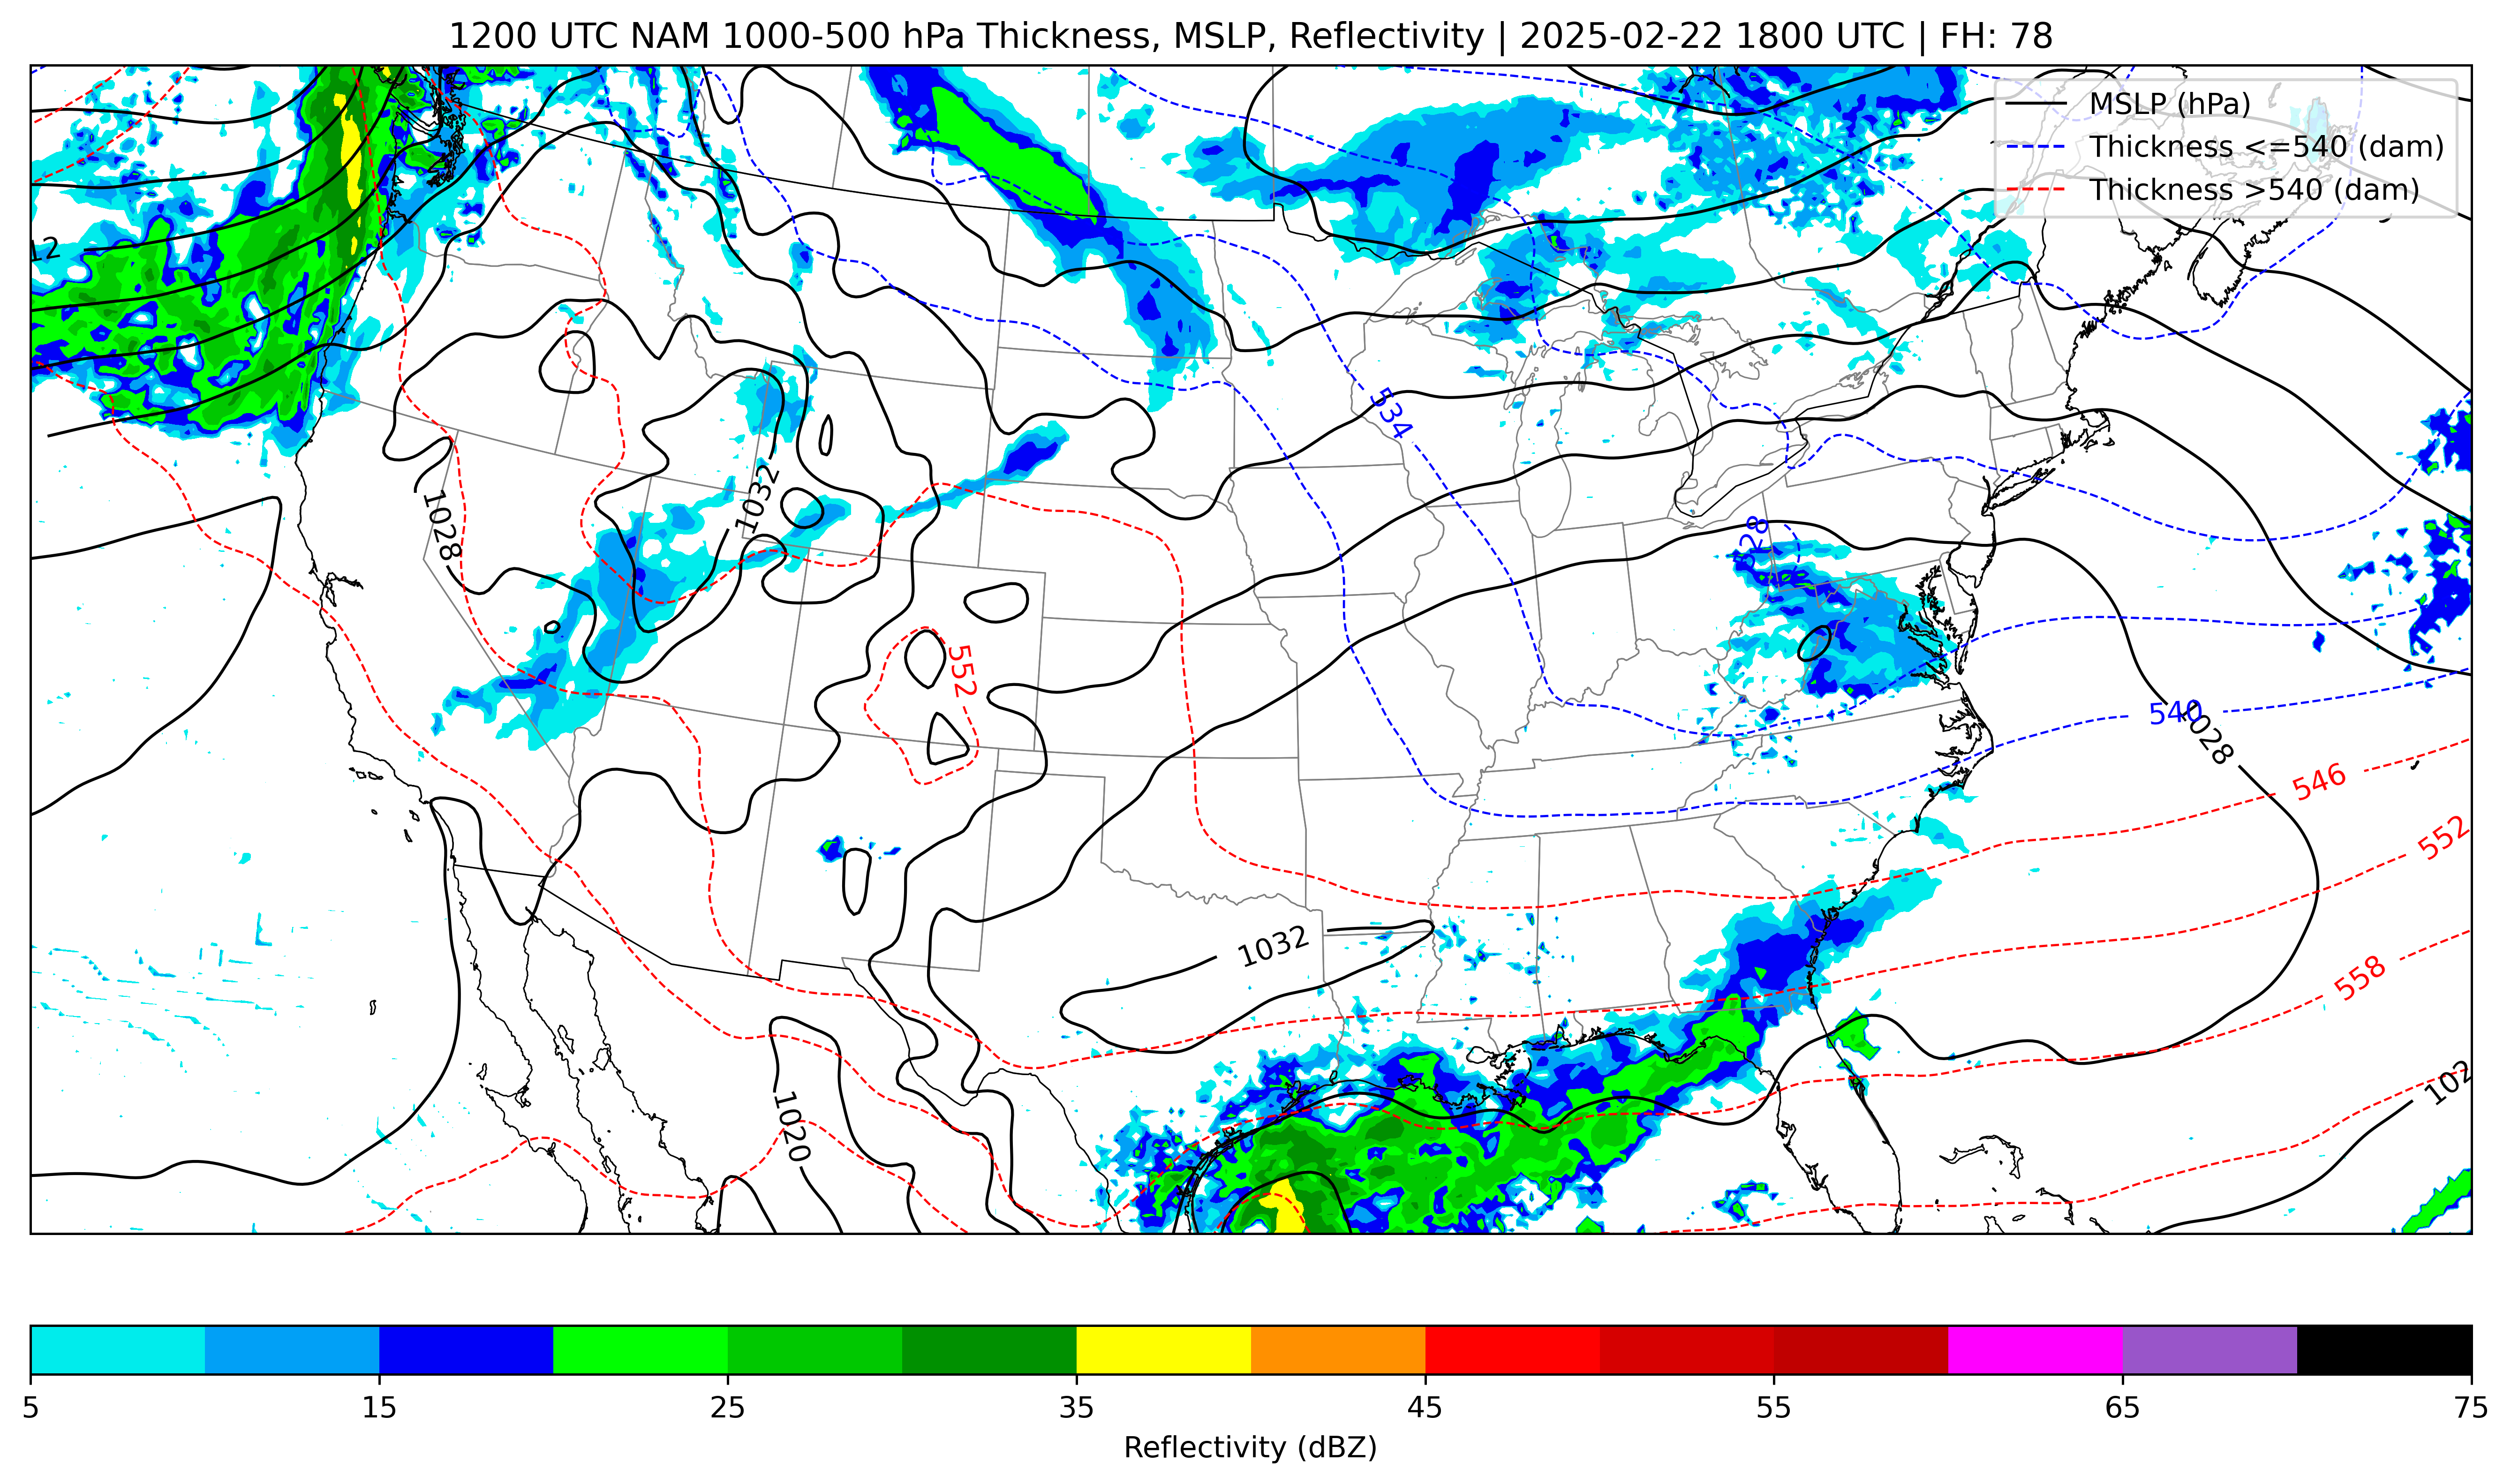 1200 UTC NAM 1000-500 hPa Thickness, MSLP, Reflectivity | 2025-02-22 1800 UTC | FH: 78
MSLP (hPa)
Thickness <=540 (dam)
Thickness >540 (dam)
12
534
1032
1028
528
552
540
1028
546
552
1032
558
1020
102
5 15 25 35 45 55 65 75
Reflectivity (dBZ)